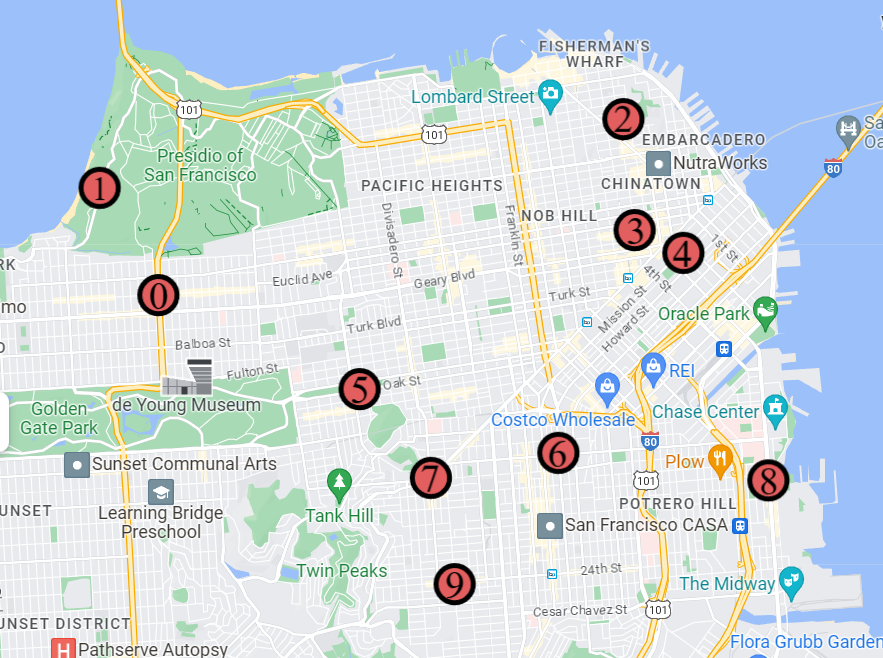 FISHERMAN'S
WHARF
Lombard Street
101
101
2
EMBARCADERO
Sa
Oa
80
Presidio of
San Francisco
NutraWorks
1
PACIFIC HEIGHTS
CHINATOWN
NOB HILL
Divisadero St
Franklin St
3
4
1st St
RK
Euclid Ave
Geary Blvd
4th St
0
mo
Turk St
Mission St
Howard St
Oracle Park
Turk Blvd
Balboa St
Fulton St
5
Oak St
REI
de Young Museum
Golden
Gate Park
Costco Wholesale
Chase Center
80
6
Sunset Communal Arts
Plow
7
101
8
UNSET
Learning Bridge
Preschool
Tank Hill
POTRERO HILL
San Francisco CASA
Twin Peaks
24th St
9
The Midway
Cesar Chavez St
101
UNSET DISTRICT
H
Pathserve Autopsy
Flora Grubb Garden